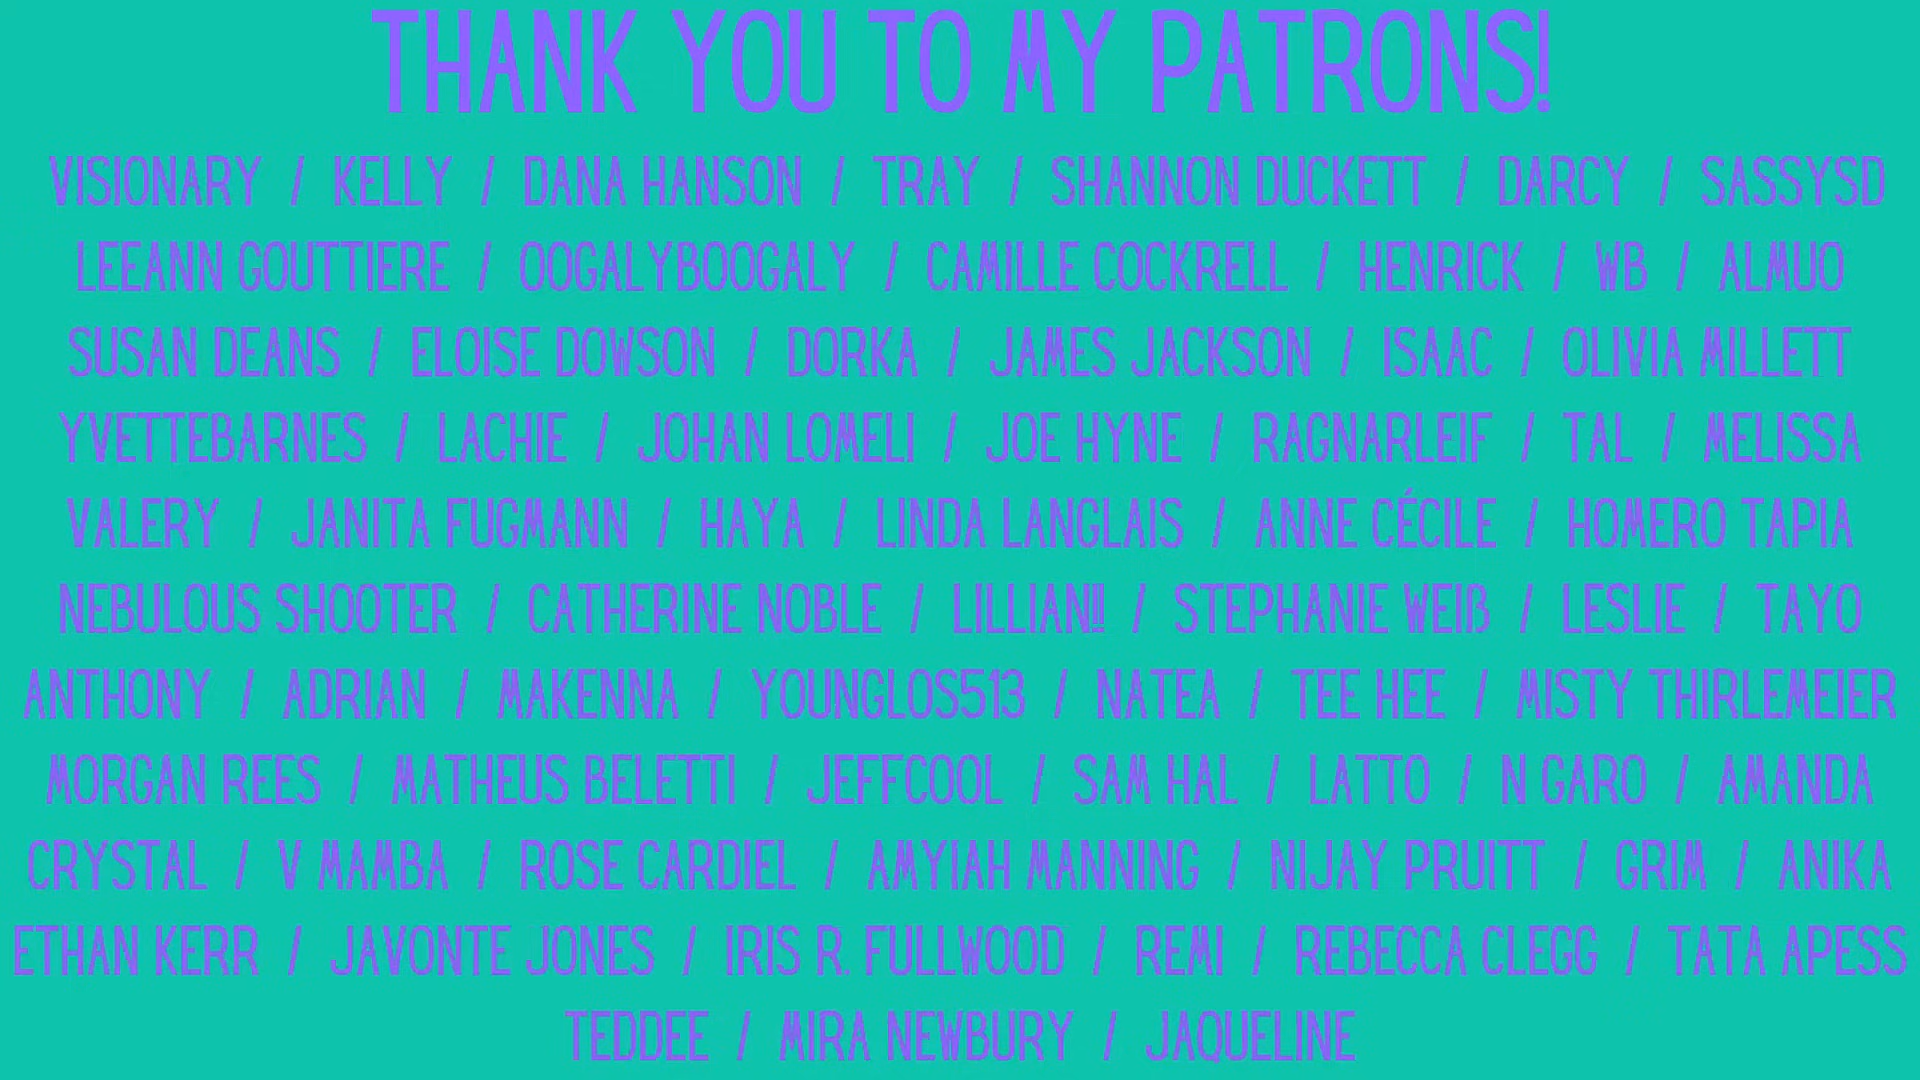 THANK YOU TO MY PATRONS!
VISIONARY / KELLY / DANA HANSON / TRAY / SHANNON DUCKETT / DARCY / SASSYSD
LEEANN GOUTTIERE / OOGALYBOOGALY / CAMILLE COCKRELL / HENRICK / WB / ALMUO
SUSAN DEANS / ELOISE DOWSON / DORKA / JAMES JACKSON / ISAAC / OLIVIA MILLETT
YVETTEBARNES / LACHIE / JOHAN LOMELI / JOE HYNE / RAGNARLEIF / TAL / MELISSA
VALERY / JANITA FUGMANN / HAYA / LINDA LANGLAIS / ANNE CÉCILE / HOMERO TAPIA
NEBULOUS SHOOTER / CATHERINE NOBLE / LILLIAN!! / STEPHANIE WEIß / LESLIE / TAYO
ANTHONY / ADRIAN / MAKENNA / YOUNGLOS513 / NATEA / TEE HEE / MISTY THIRLEMEIER
MORGAN REES / MATHEUS BELETTI / JEFFCOOL / SAM HAL / LATTO / N GARO / AMANDA
CRYSTAL / V MAMBA / ROSE CARDIEL / AMYIAH MANNING / NIJAY PRUITT / GRIM / ANIKA
ETHAN KERR / JAVONTE JONES / IRIS R. FULLWOOD / REMI / REBECCA CLEGG / TATA APESS
TEDDEE / MIRA NEWBURY / JAQUELINE